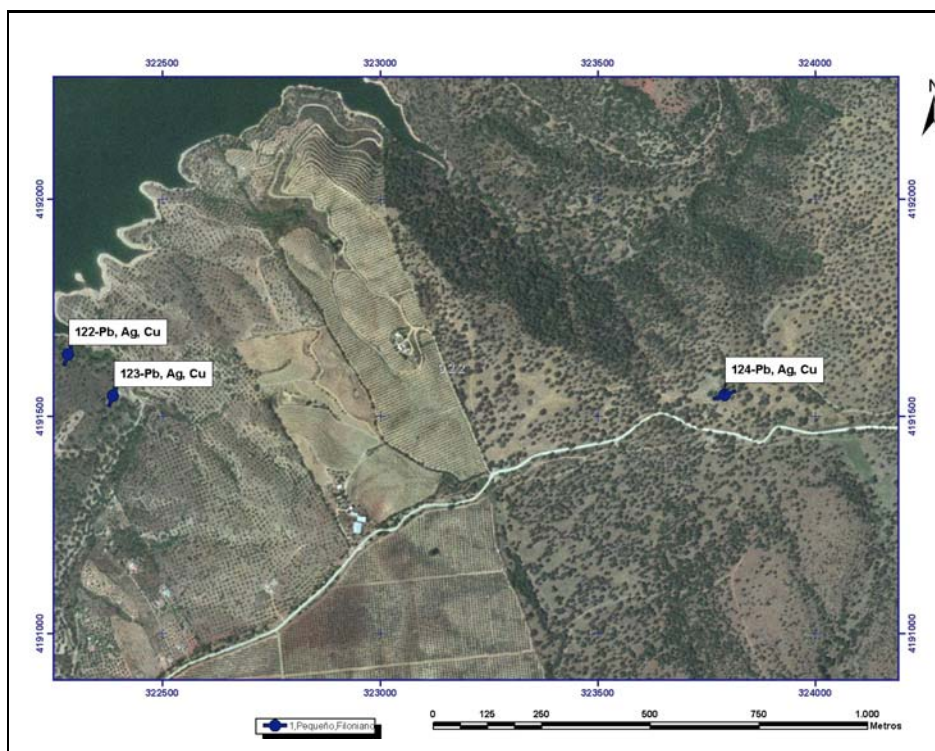 322500 323000 323500 324000
N
4192000 4192000
122-Pb, Ag, Cu
123-Pb, Ag, Cu
124-Pb, Ag, Cu
4191500 4191500
4191000 4191000
322500 323000 323500 324000
1,Pequeño,Filoniano
0 125 250 500 750 1.000
Metros